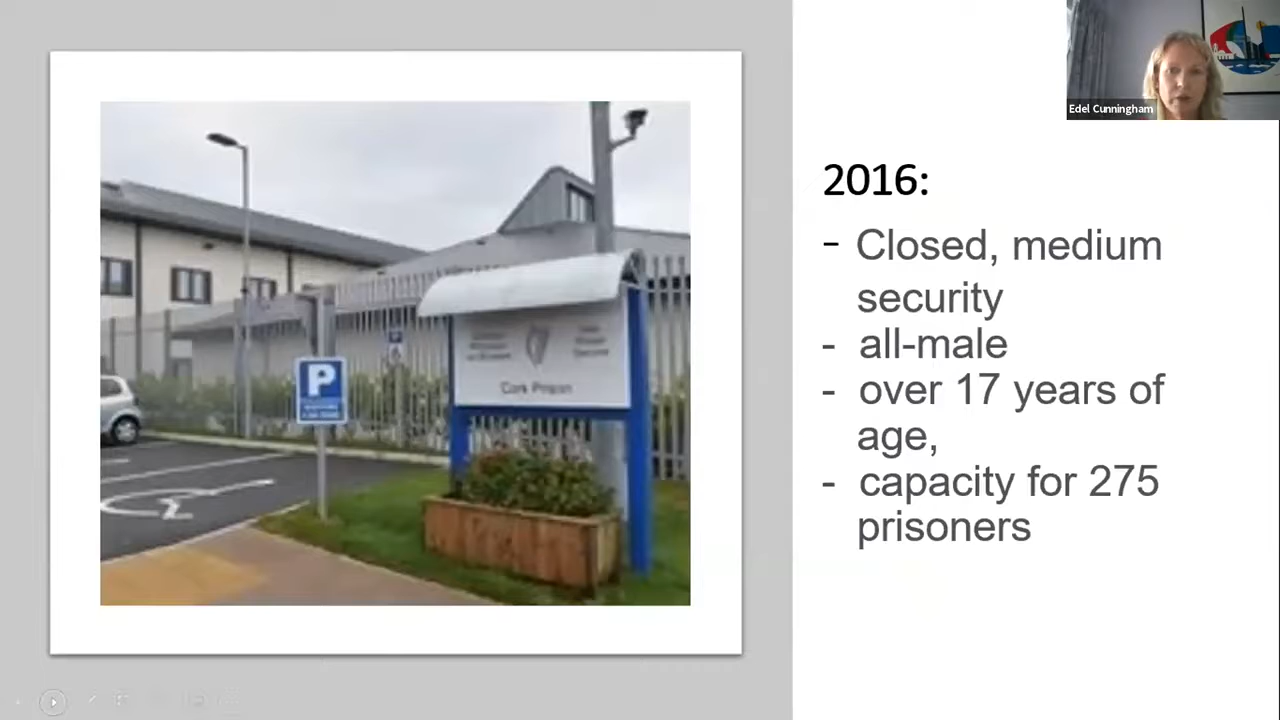 Edel Cunningham
2016:
- Closed, medium
security
- all-male
- over 17 years of
age,
- capacity for 275
prisoners
P
Cork Prison